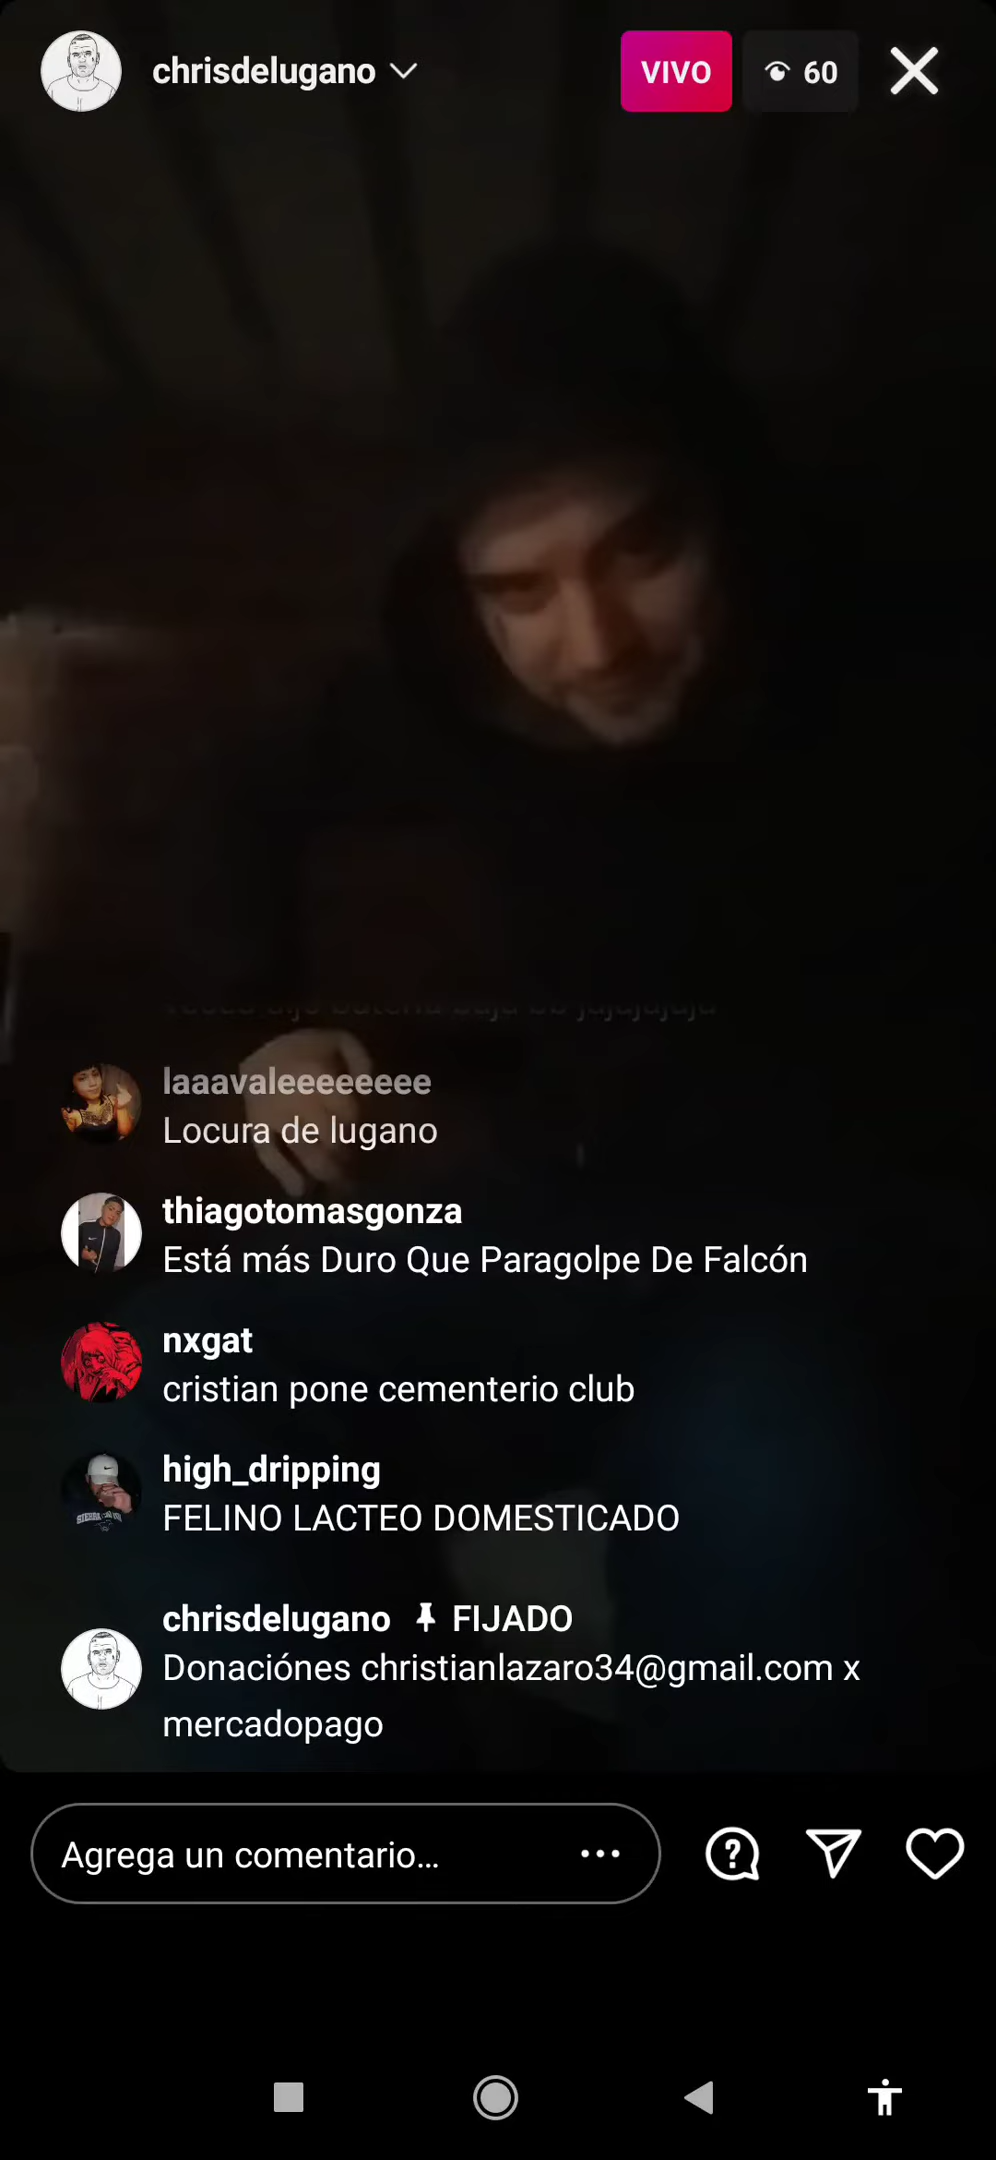 chrisdelugano
VIVO
60
laaavaleeeeeeee
Locura de lugano
thiagotomasgonza
Está más Duro Que Paragolpe De Falcón
nxgat
cristian pone cementerio club
high_dripping
FELINO LACTEO DOMESTICADO
chrisdelugano FIJADO
Donaciónes christianlazaro34@gmail.com x
mercadopago
Agrega un comentario...